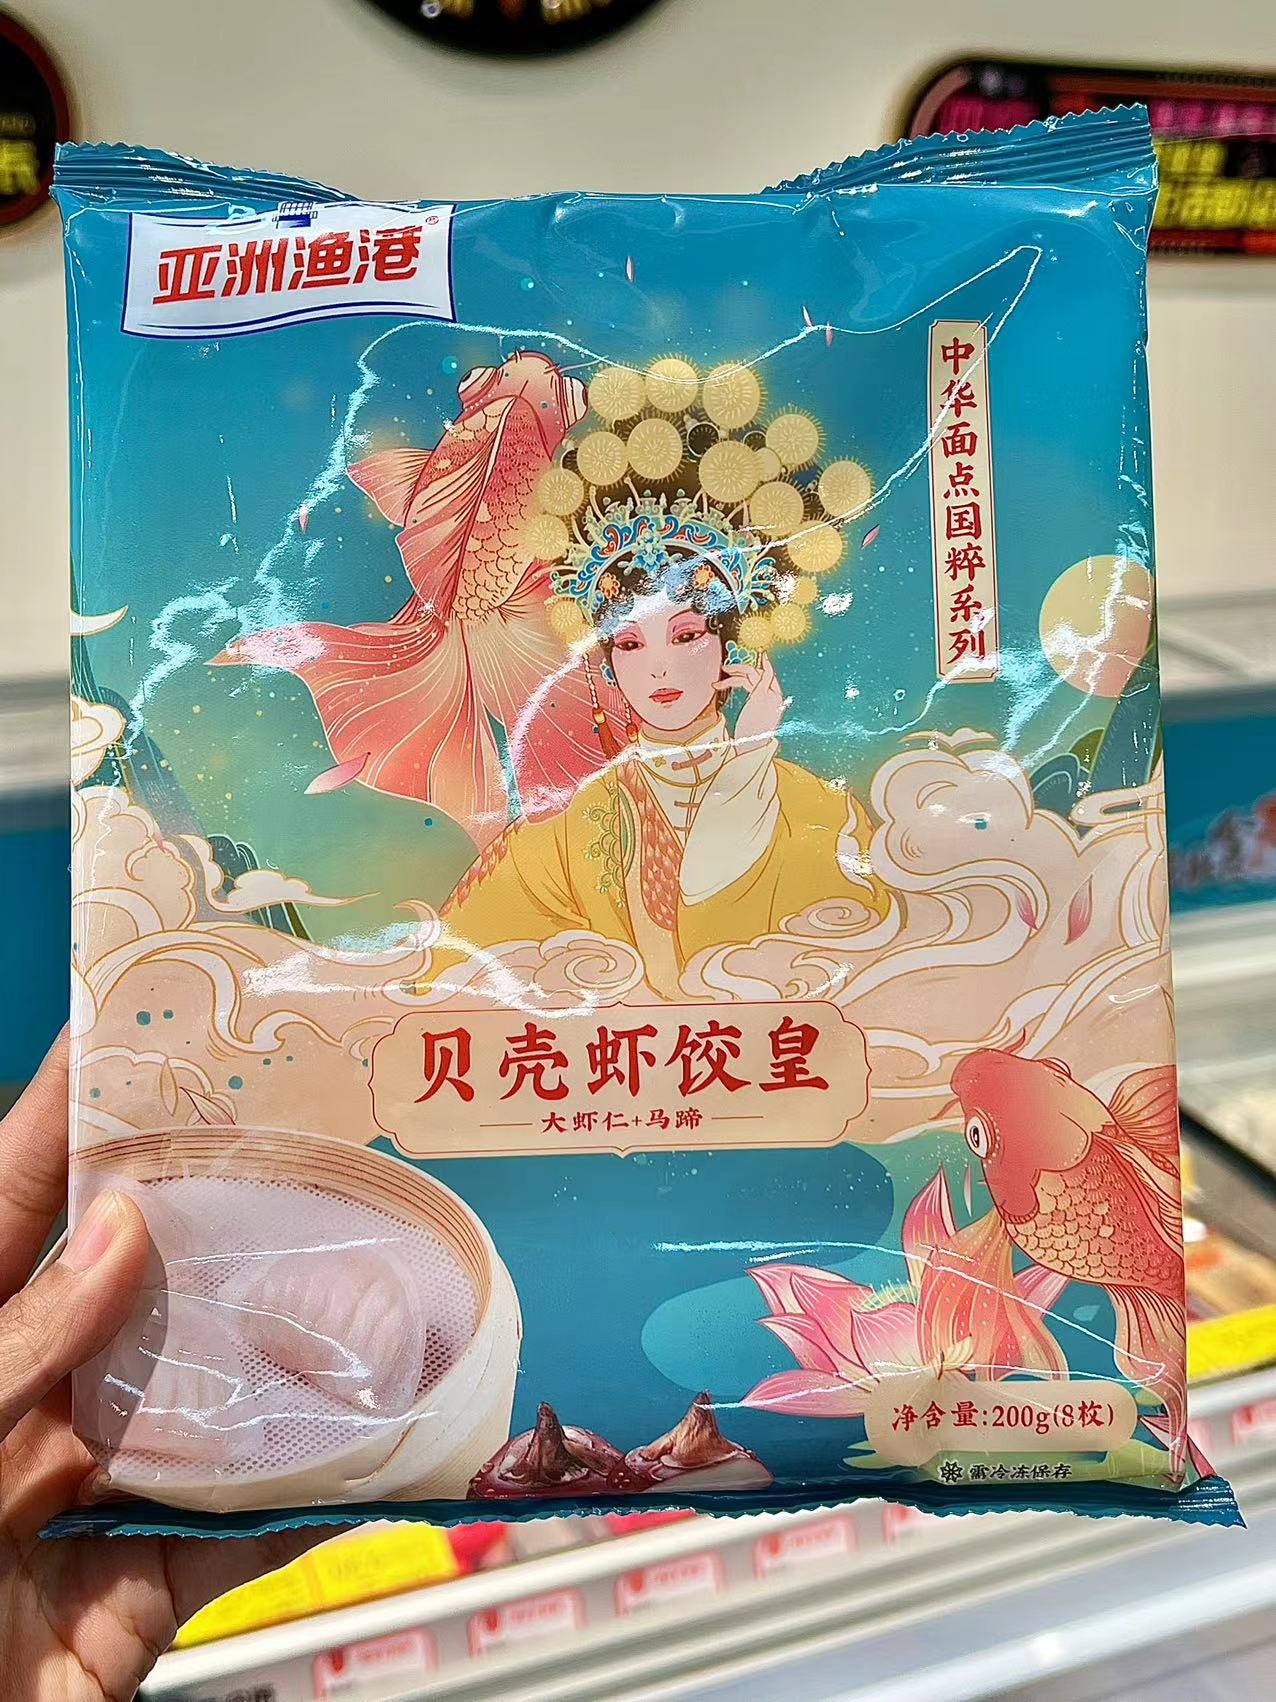 亚洲渔港®
中华面点国粹系列
贝壳虾饺皇
大虾仁+马蹄
净含量:200g(8枚)
需冷冻保存